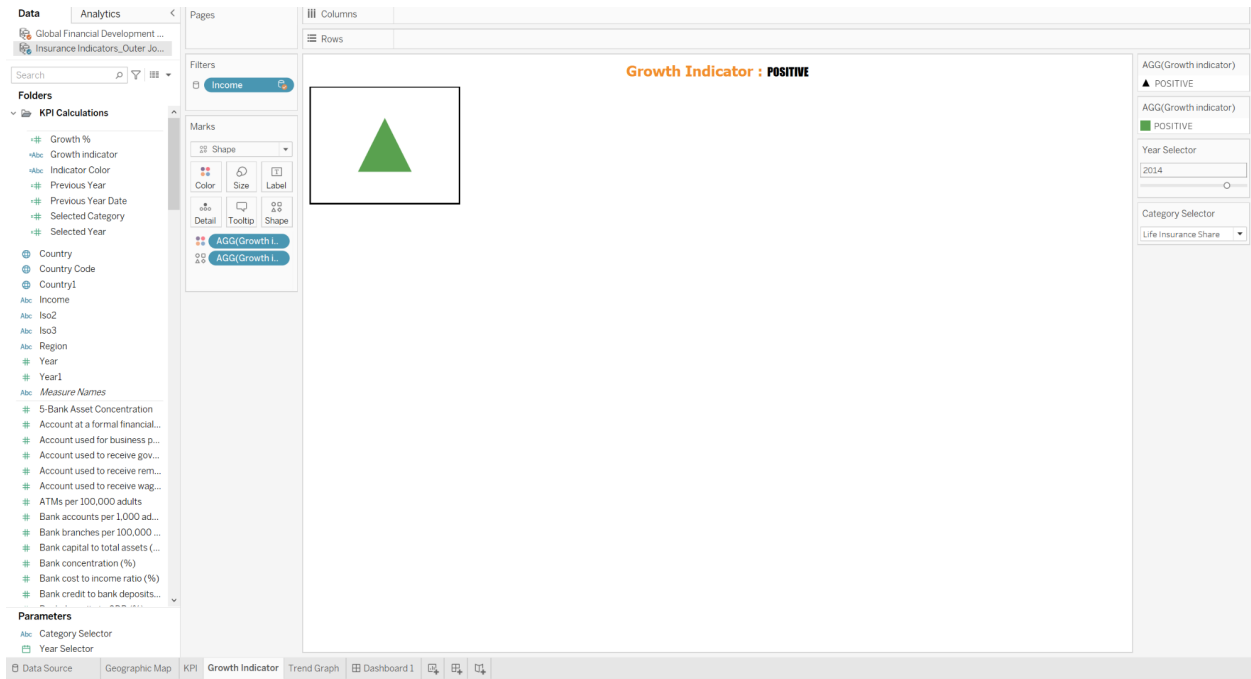 Data
Analytics
Global Financial Development ...
Insurance Indicators_Outer Jo...
Search
Folders
KPI Calculations
Growth %
Growth indicator
Indicator Color
Previous Year
Previous Year Date
Selected Category
Selected Year
Country
Country Code
Country1
Income
Iso2
Iso3
Region
Year
Year1
Measure Names
5-Bank Asset Concentration
Account at a formal financial...
Account used for business p...
Account used to receive gov...
Account used to receive rem...
Account used to receive wag...
ATMs per 100,000 adults
Bank accounts per 1,000 ad...
Bank branches per 100,000 ...
Bank capital to total assets (...
Bank concentration (%)
Bank cost to income ratio (%)
Bank credit to bank deposits...
Parameters
Category Selector
Year Selector
Pages
Filters
Income
Marks
Shape
Color
Size
Label
Detail
Tooltip
Shape
AGG(Growth i..
AGG(Growth i..
Columns
Rows
Growth Indicator : POSITIVE
AGG(Growth indicator)
POSITIVE
AGG(Growth indicator)
POSITIVE
Year Selector
2014
Category Selector
Life Insurance Share
Data Source
Geographic Map
KPI
Growth Indicator
Trend Graph
Dashboard 1